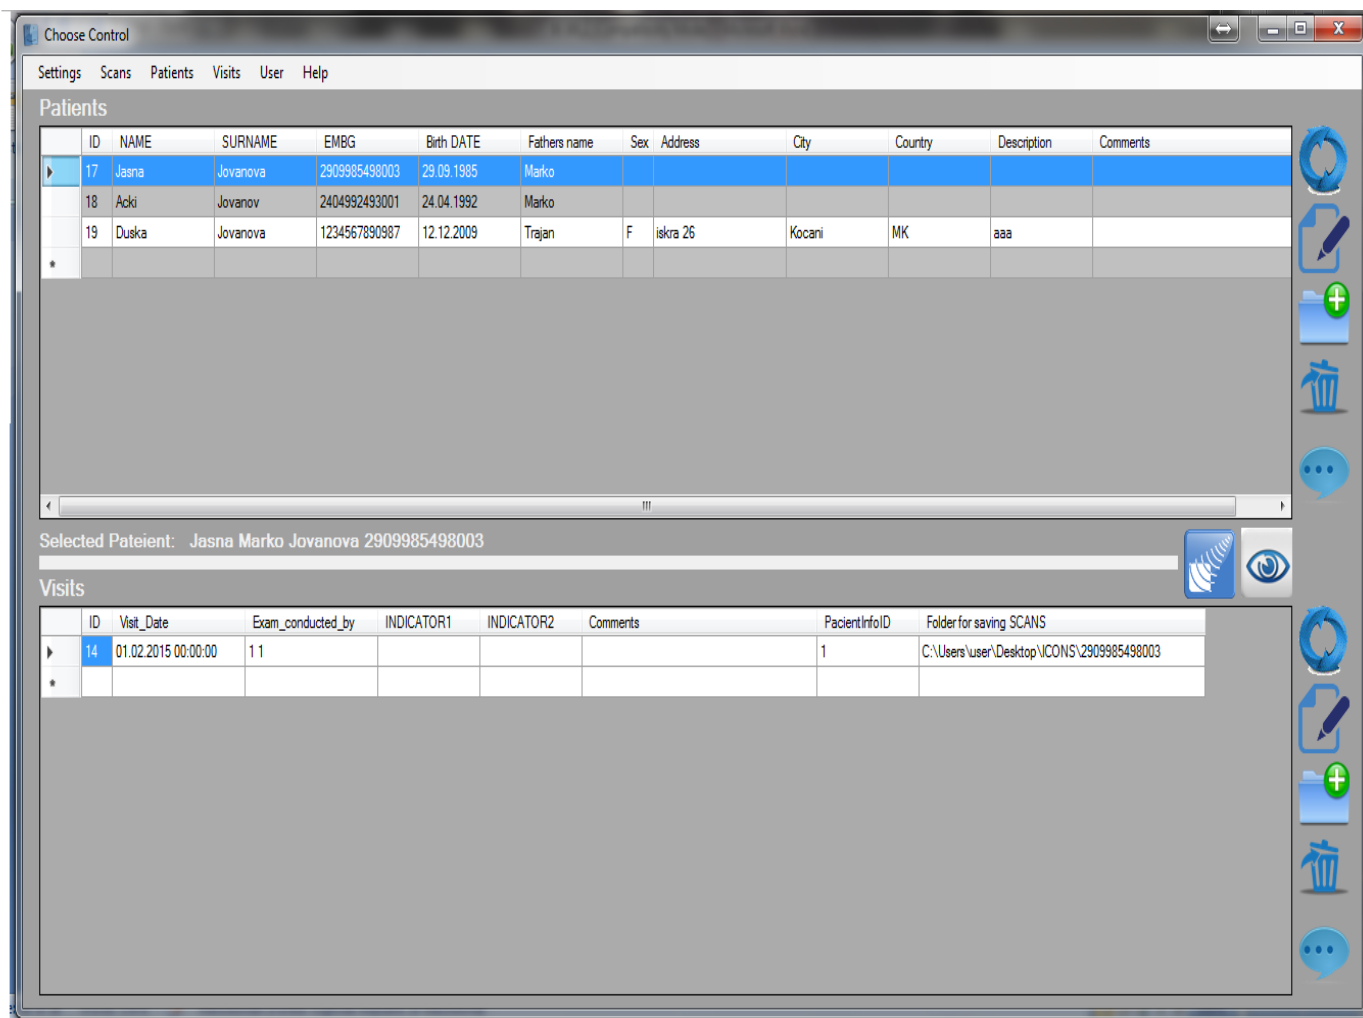 Choose Control
Settings Scans Patients Visits User Help
Patients
ID NAME SURNAME EMBG Birth DATE Fathers name Sex Address City Country Description Comments
17 Jasna Jovanova 2909985498003 29.09.1985 Marko
18 Acki Jovanov 2404992493001 24.04.1992 Marko
19 Duska Jovanova 1234567890987 12.12.2009 Trajan F iskra 26 Kocani MK aaa
Selected Pateient: Jasna Marko Jovanova 2909985498003
Visits
ID Visit_Date Exam_conducted_by INDICATOR1 INDICATOR2 Comments PacientInfoID Folder for saving SCANS
14 01.02.2015 00:00:00 1 1 1 C:\Users\user\Desktop\ICONS\2909985498003